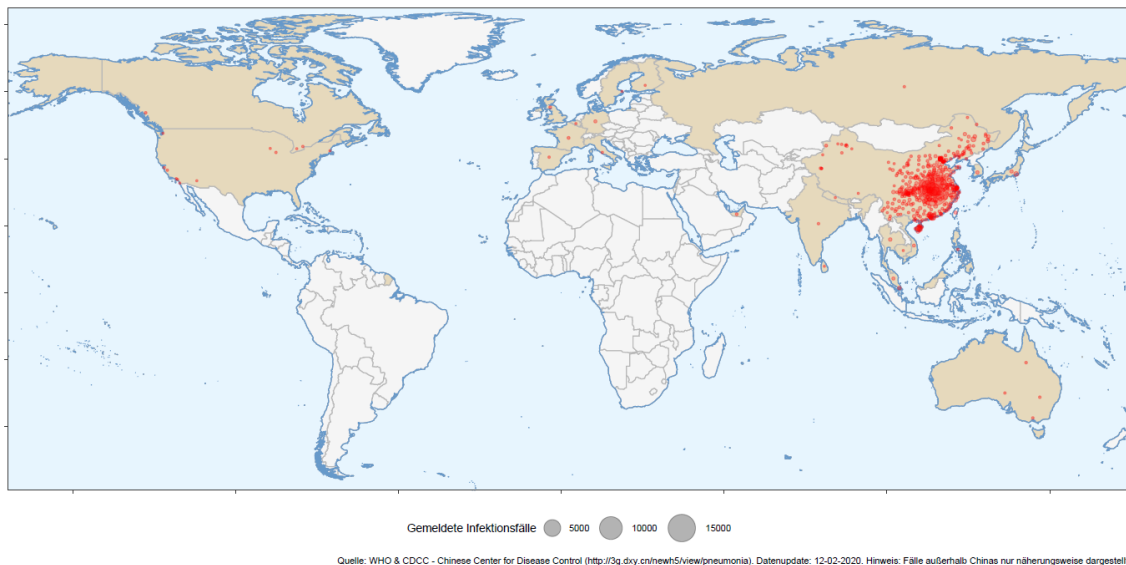 Gemeldete Infektionsfälle 5000 10000 15000
Quelle: WHO & CDCC - Chinese Center for Disease Control (http://3g.dxy.cn/newh5/view/pneumonia). Datenupdate: 12-02-2020. Hinweis: Fälle außerhalb Chinas nur näherungsweise dargestell